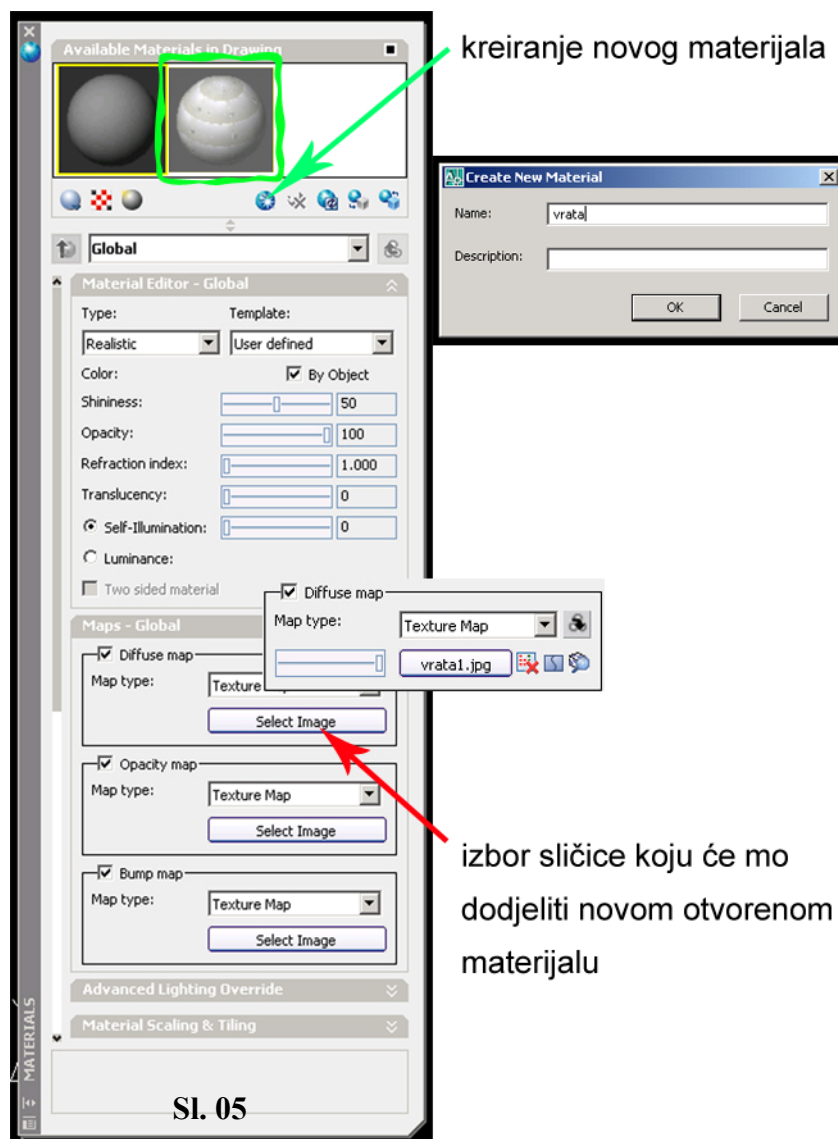 Available Materials in Drawing
kreiranje novog materijala
Create New Material
Name: vrata
Description:
OK Cancel
Global
Material Editor - Global
Type: Template:
Realistic User defined
Color: By Object
Shininess: 50
Opacity: 100
Refraction index: 1.000
Translucency: 0
Self-Illumination: 0
Luminance:
Two sided material
Diffuse map
Map type: Texture Map
vrata1.jpg
Maps - Global
Diffuse map
Map type: Texture
Select Image
Opacity map
Map type: Texture Map
Select Image
Bump map
Map type: Texture Map
Select Image
izbor sličice koju će mo
dodjeliti novom otvorenom
materijalu
Advanced Lighting Override
Material Scaling & Tiling
MATERIALS
Sl. 05